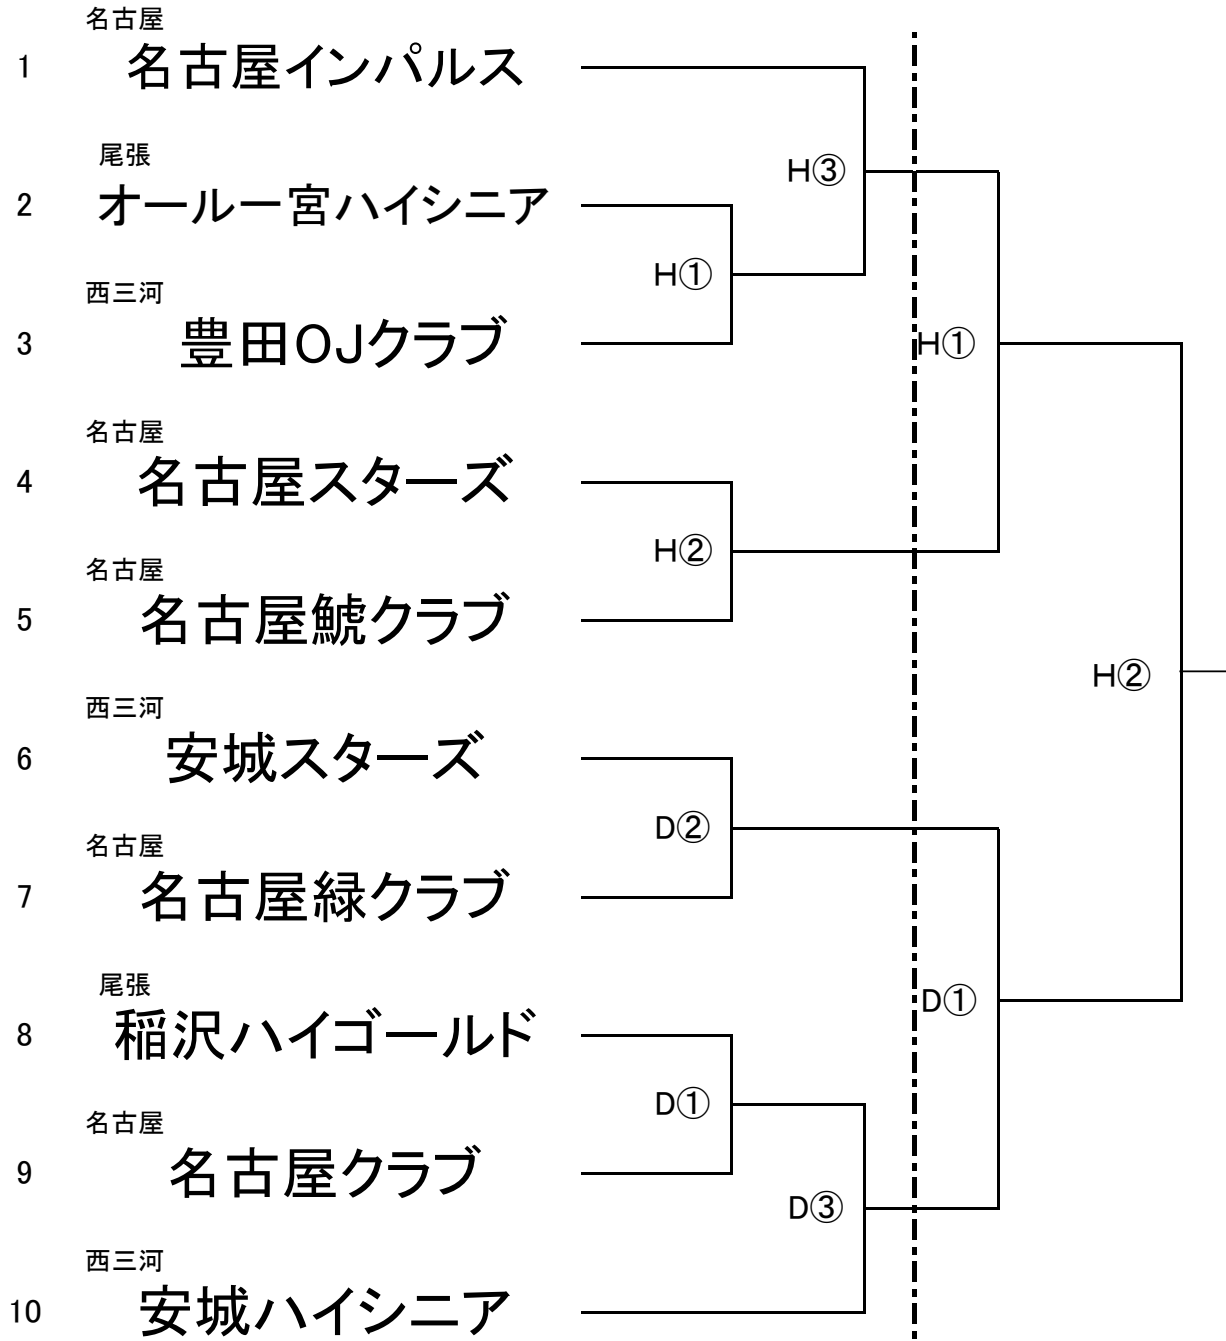 名古屋
1 名古屋インパルス
H③
尾張
2 オール一宮ハイシニア
H①
西三河
3 豊田OJクラブ
H①
名古屋
4 名古屋スターズ
H②
名古屋
5 名古屋鯱クラブ
H②
西三河
6 安城スターズ
D②
名古屋
7 名古屋緑クラブ
D①
尾張
8 稲沢ハイゴールド
D①
名古屋
9 名古屋クラブ
D③
西三河
10 安城ハイシニア